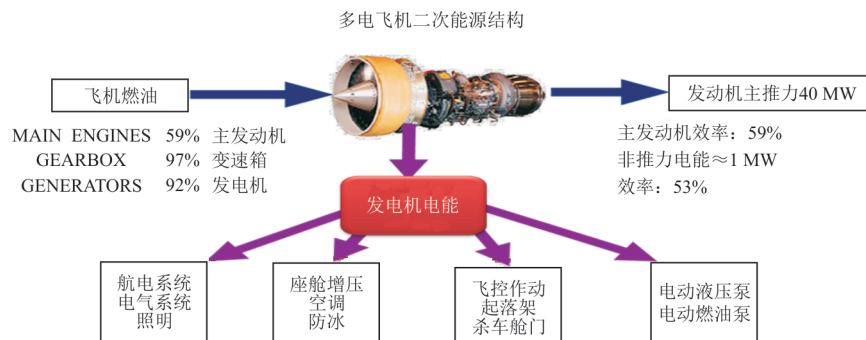 多电飞机二次能源结构
飞机燃油
MAIN ENGINES 59% 主发动机
GEARBOX 97% 变速箱
GENERATORS 92% 发电机
发动机主推力40 MW
主发动机效率：59%
非推力电能≈1 MW
效率：53%
发电机电能
航电系统
电气系统
照明
座舱增压
空调
防冰
飞控作动
起落架
杀车舱门
电动液压泵
电动燃油泵